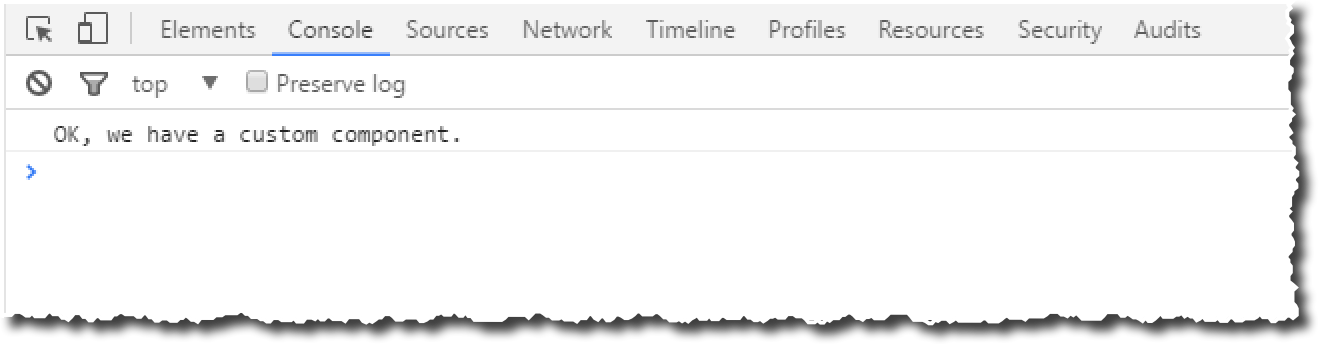 Elements Console Sources Network Timeline Profiles Resources Security Audits
top Preserve log
OK, we have a custom component.